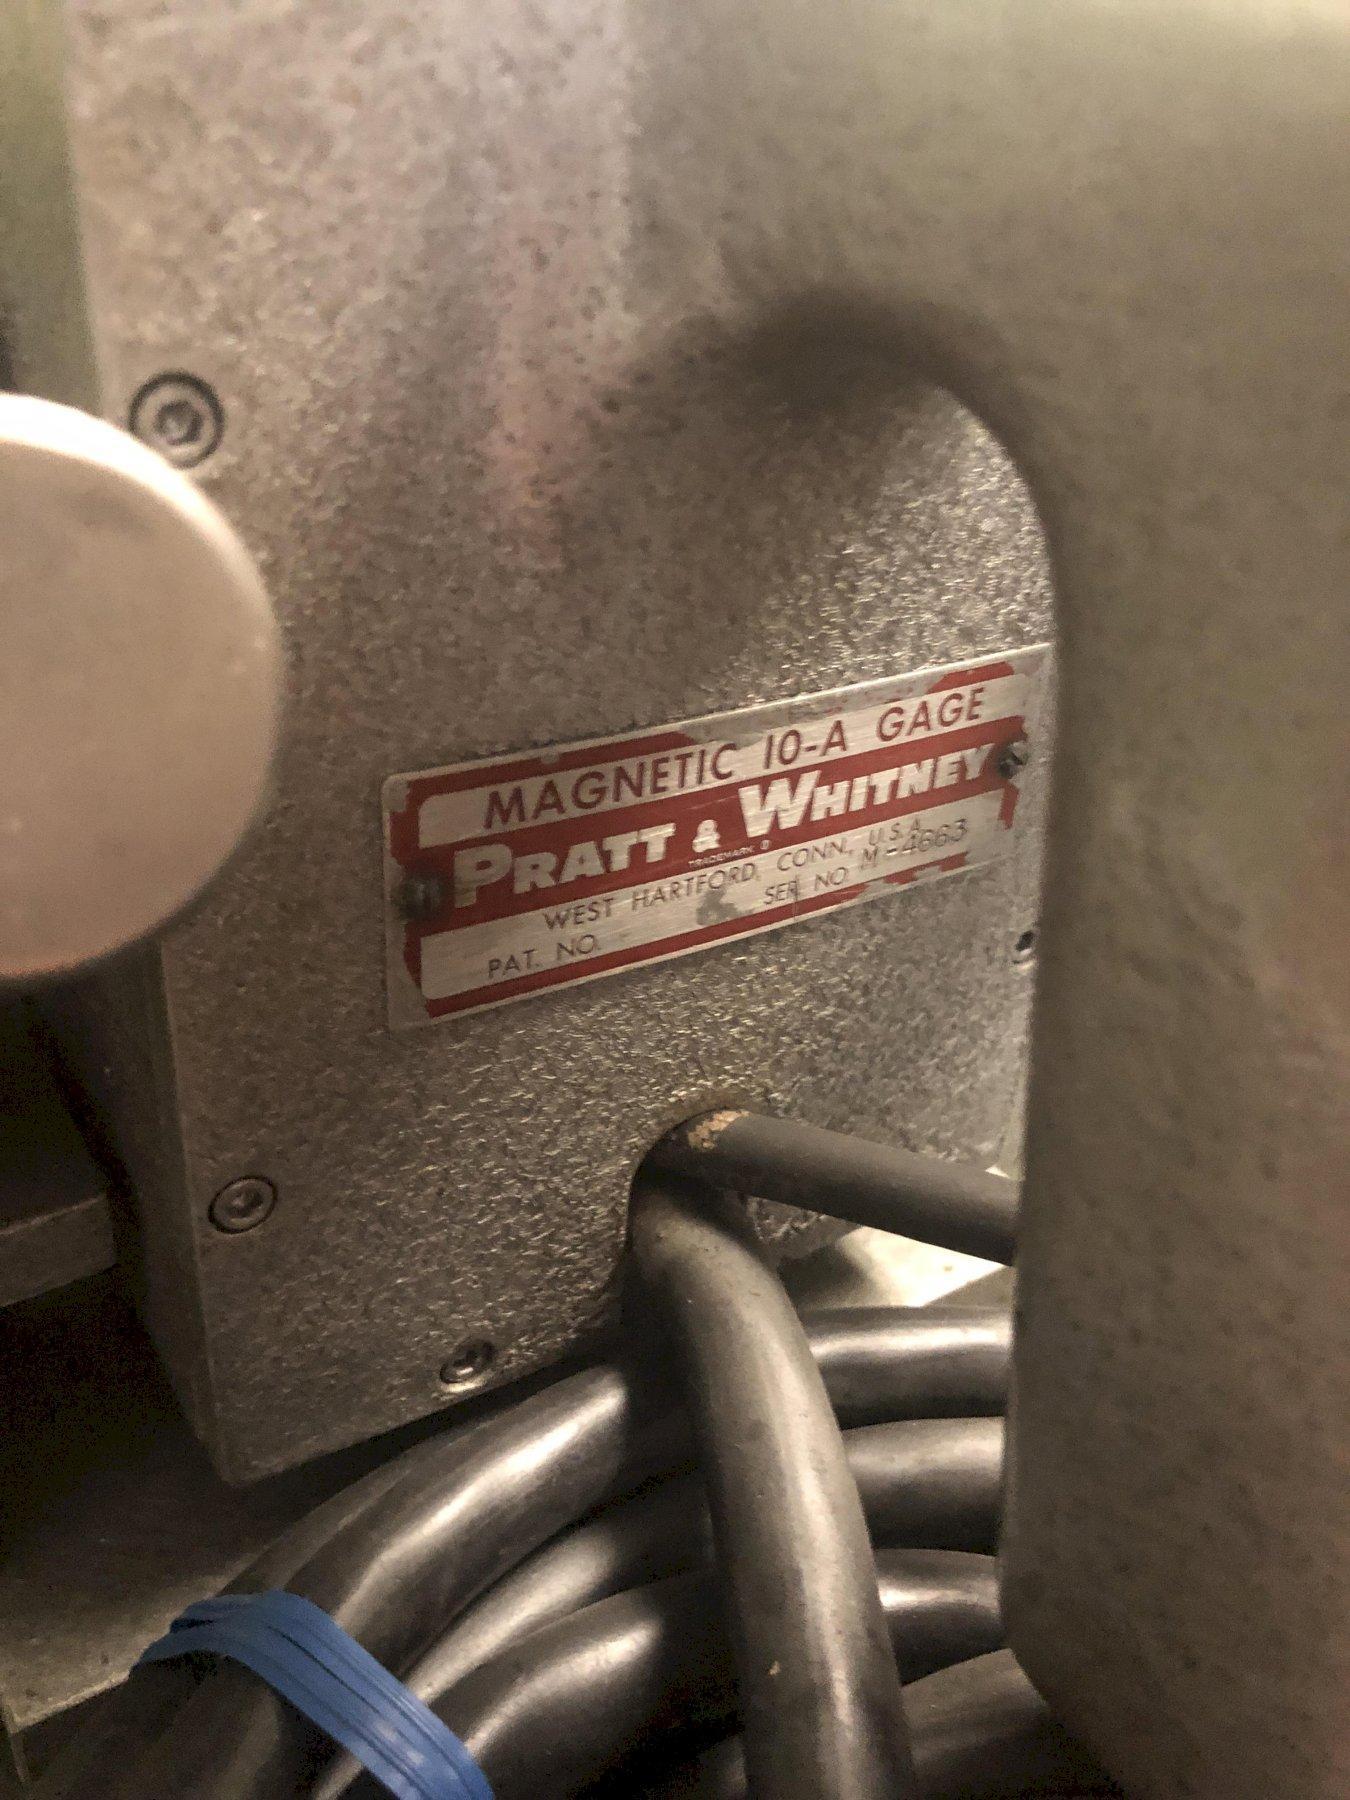 MAGNETIC 10-A GAGE
PRATT & WHITNEY
TRADEMARK
WEST HARTFORD, CONN., U.S.A.
PAT. NO. SER. NO. M-4663